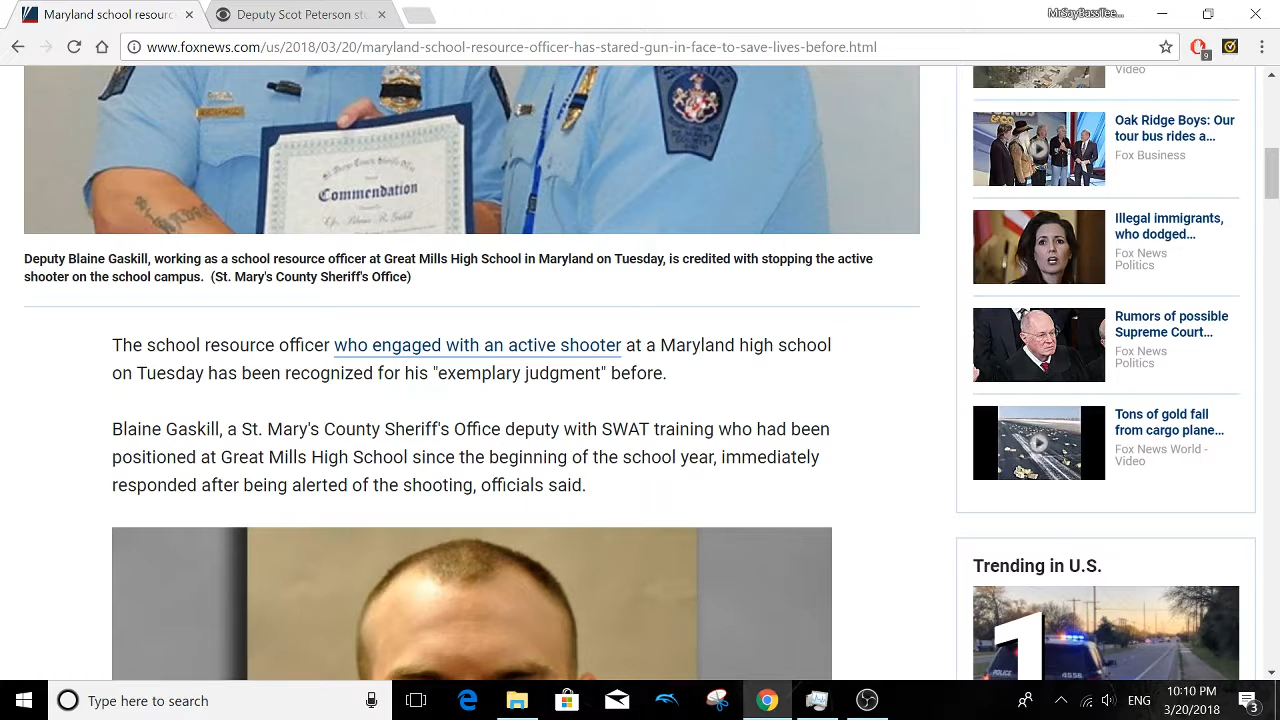 Maryland school resourc
Deputy Scot Peterson stu
MrSayBassTee...
www.foxnews.com/us/2018/03/20/maryland-school-resource-officer-has-stared-gun-in-face-to-save-lives-before.html
9
Commendation
Deputy Blaine Gaskill, working as a school resource officer at Great Mills High School in Maryland on Tuesday, is credited with stopping the active
shooter on the school campus. (St. Mary's County Sheriff's Office)
The school resource officer who engaged with an active shooter at a Maryland high school
on Tuesday has been recognized for his "exemplary judgment" before.
Blaine Gaskill, a St. Mary's County Sheriff's Office deputy with SWAT training who had been
positioned at Great Mills High School since the beginning of the school year, immediately
responded after being alerted of the shooting, officials said.
Video
Oak Ridge Boys: Our
tour bus rides a...
Fox Business
Illegal immigrants,
who dodged...
Fox News
Politics
Rumors of possible
Supreme Court...
Fox News
Politics
Tons of gold fall
from cargo plane...
Fox News World -
Video
Trending in U.S.
1
POLICE
4556
Type here to search
ENG
10:10 PM
3/20/2018
3